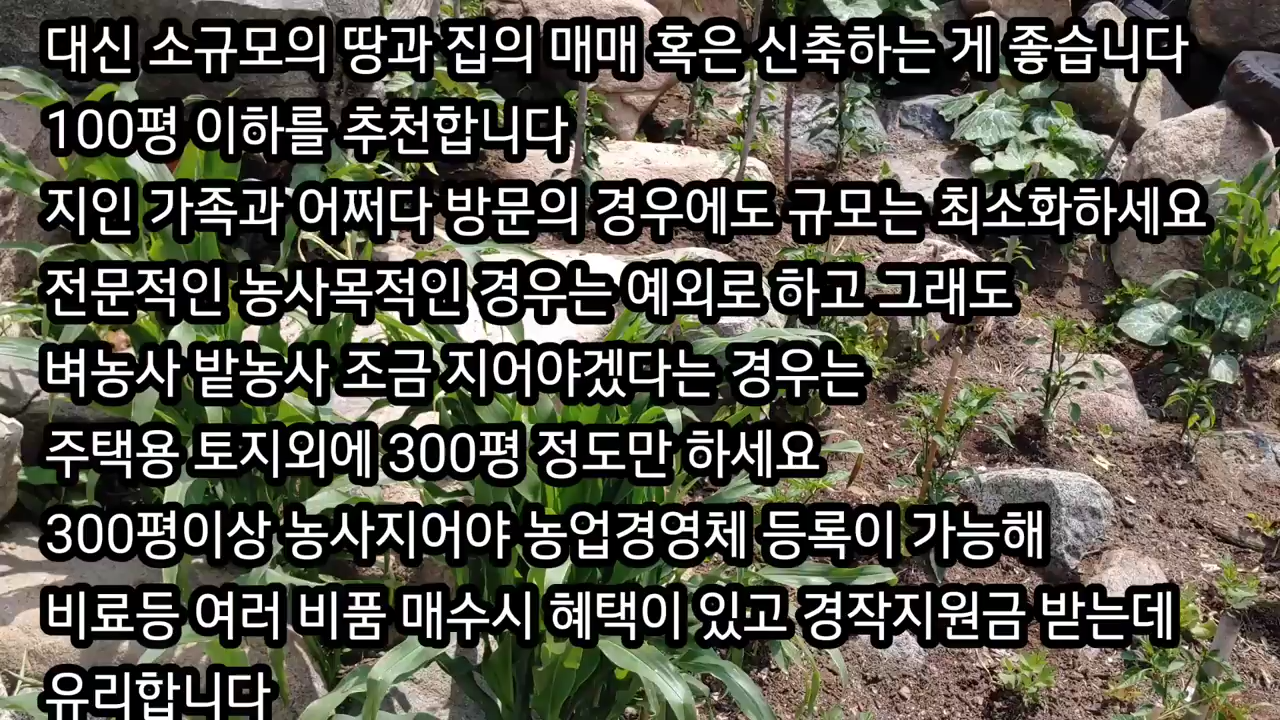 대신 소규모의 땅과 집의 매매 혹은 신축하는 게 좋습니다
100평 이하를 추천합니다
지인 가족과 어쩌다 방문의 경우에도 규모는 최소화하세요
전문적인 농사목적인 경우는 예외로 하고 그래도
벼농사 밭농사 조금 지어야겠다는 경우는
주택용 토지외에 300평 정도만 하세요
300평이상 농사지어야 농업경영체 등록이 가능해
비료등 여러 비품 매수시 혜택이 있고 경작지원금 받는데
유리합니다